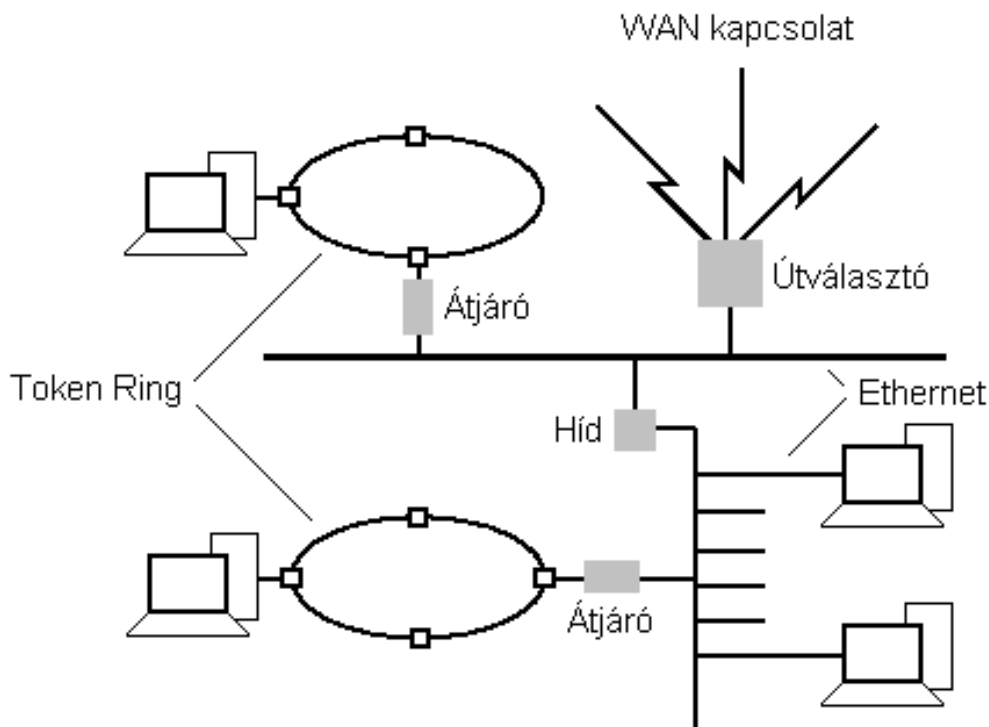 WAN kapcsolat
Útválasztó
Átjáró
Token Ring
Ethernet
Híd
Átjáró